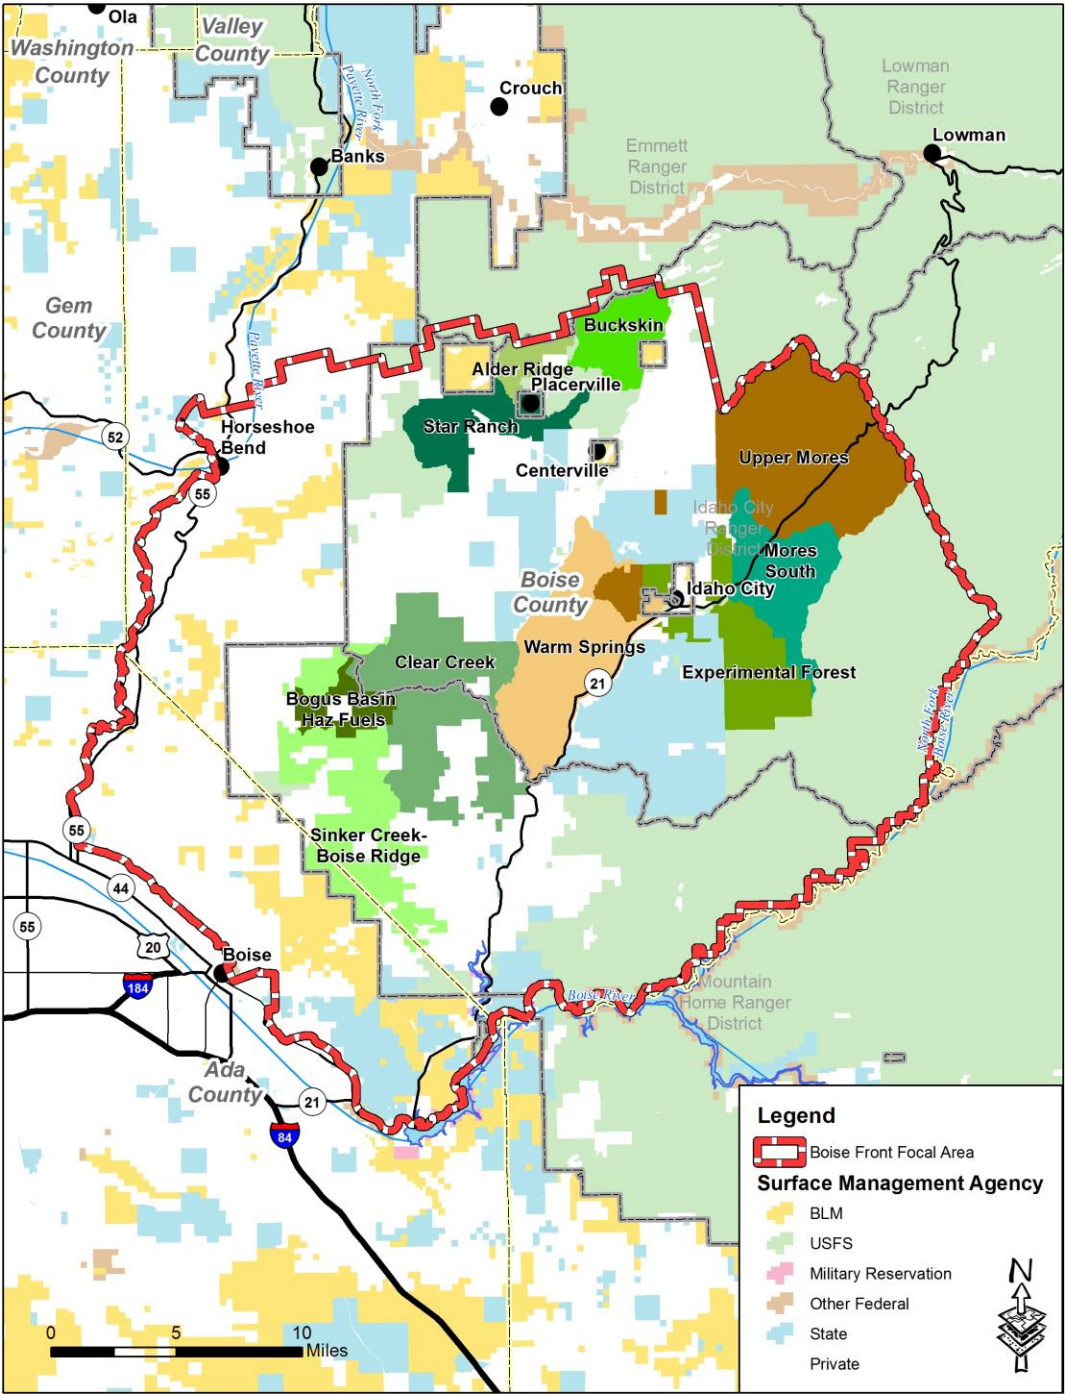 Ola
Washington
County
Valley
County
North Fork
Payette River
Crouch
Lowman
Ranger
District
Lowman
Banks
Emmett
Ranger
District
Gem
County
Payette River
Buckskin
Alder Ridge
Placerville
Star Ranch
Horseshoe
Bend
52
55
Centerville
Upper Mores
Idaho City
Ranger
District
Mores
South
Boise
County
Idaho City
Warm Springs
Clear Creek
21
Experimental Forest
Bogus Basin
Haz Fuels
North Fork
Boise River
55
Sinker Creek-
Boise Ridge
44
55
20
Boise
184
Boise River
Mountain
Home Ranger
District
Ada
County
21
84
Legend
Boise Front Focal Area
Surface Management Agency
BLM
USFS
Military Reservation
Other Federal
State
Private
N
0 5 10
Miles